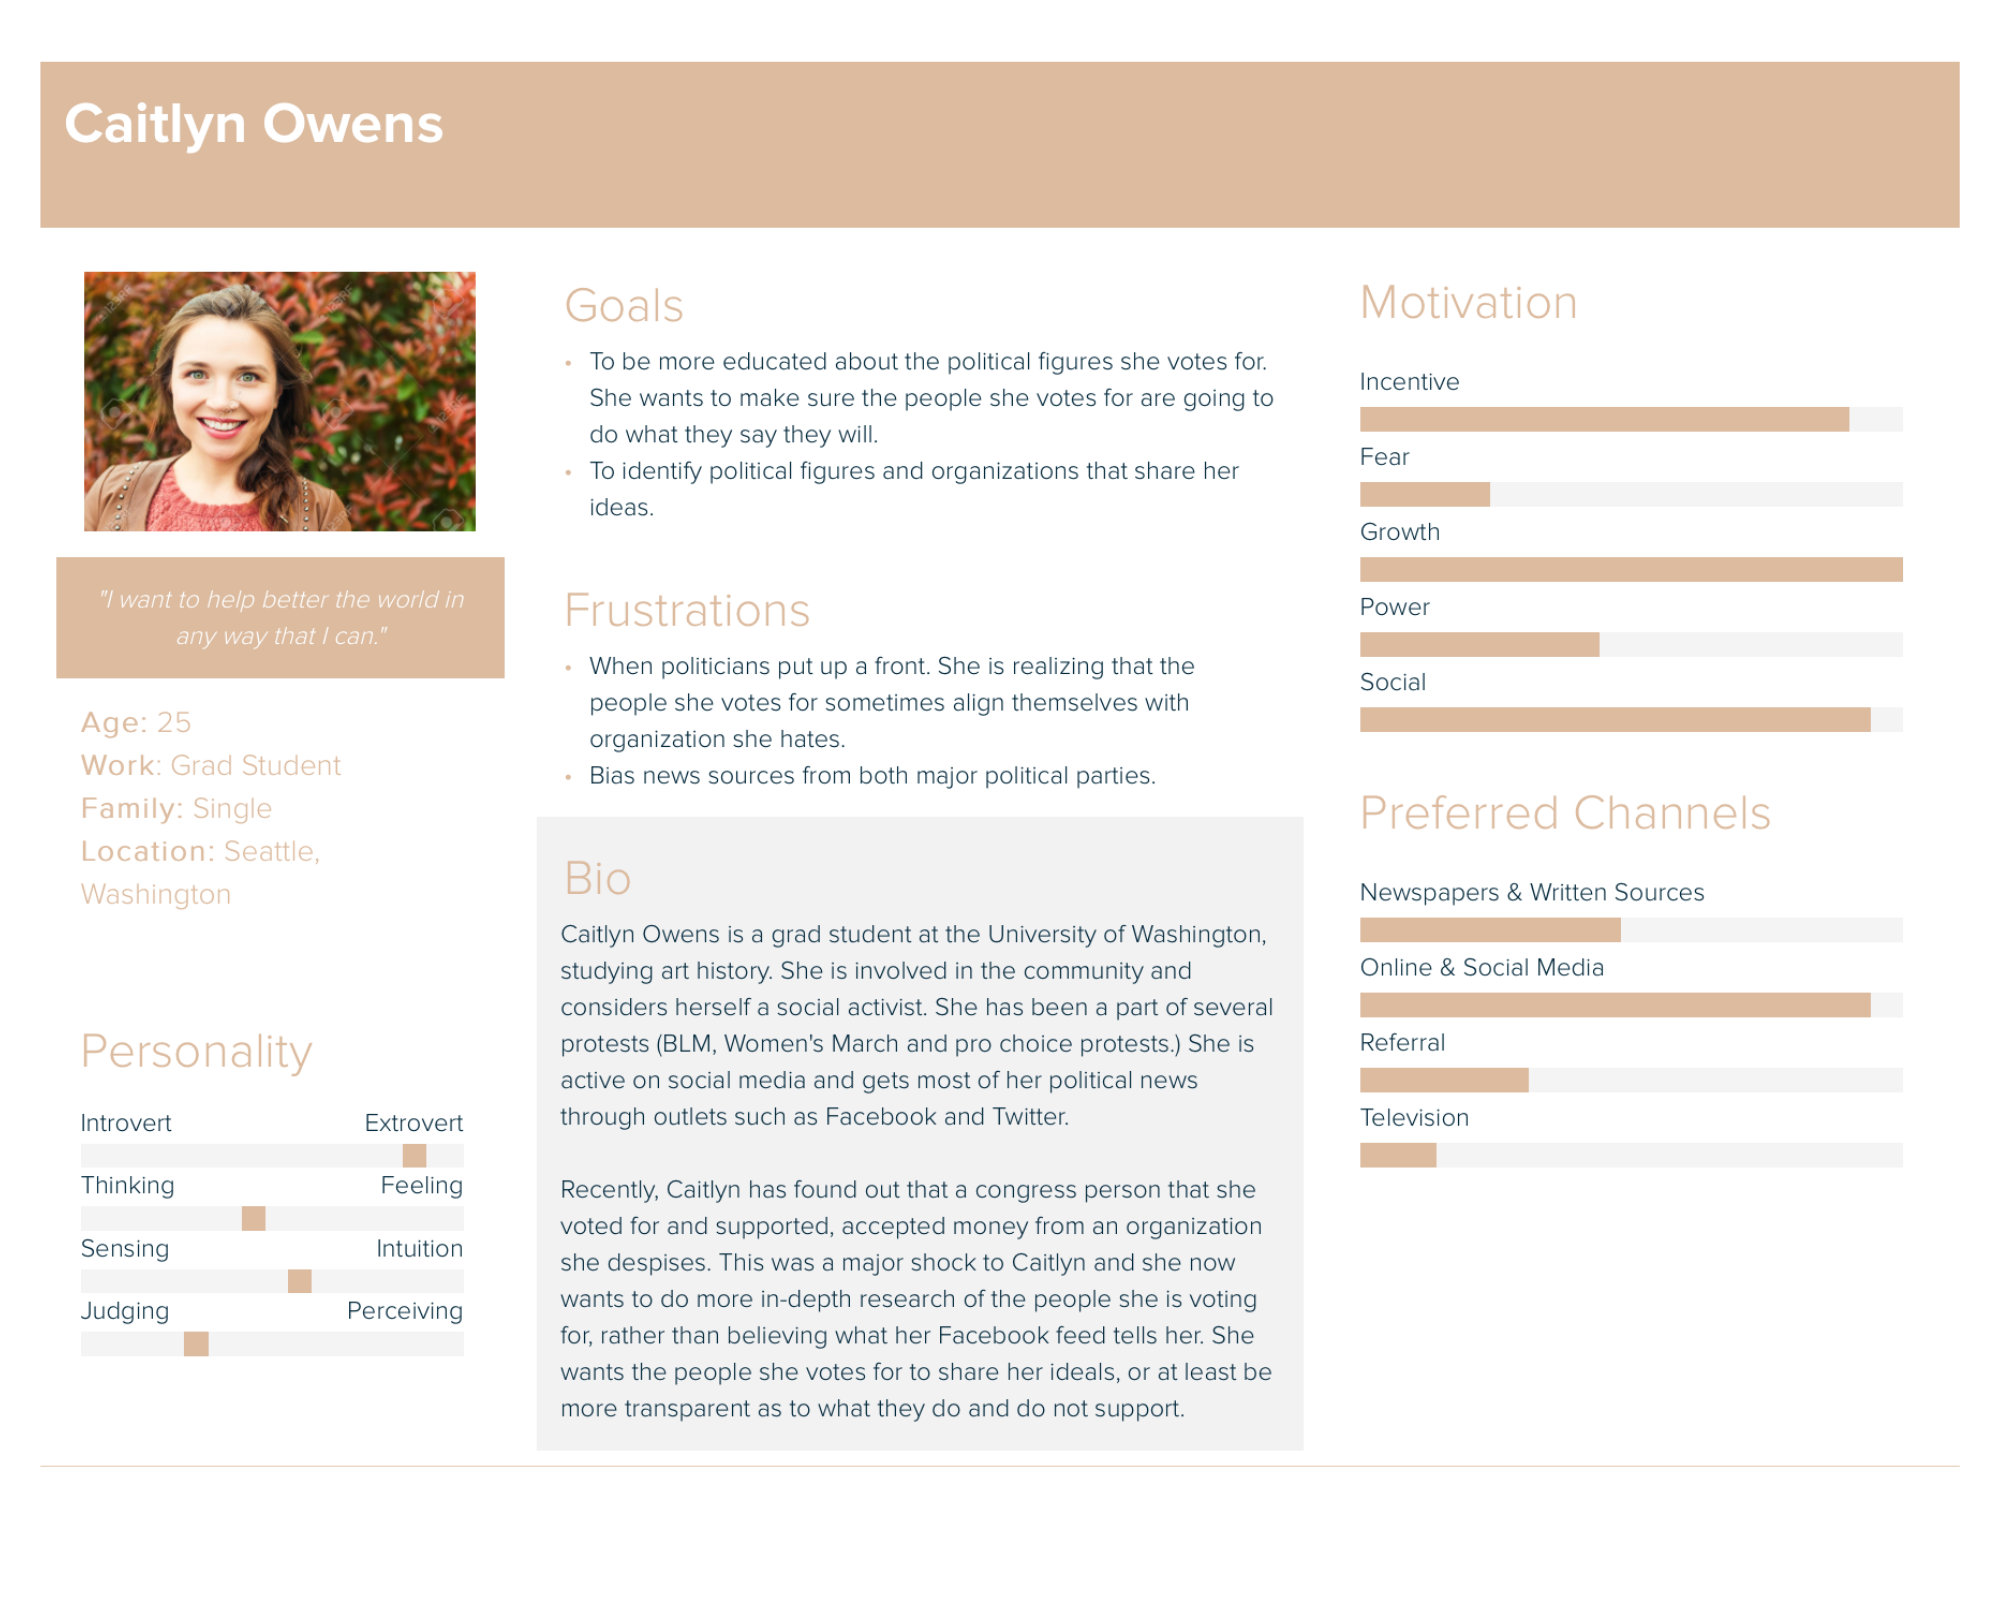 Caitlyn Owens
"I want to help better the world in
any way that I can."
Age: 25
Work: Grad Student
Family: Single
Location: Seattle,
Washington
Personality
Introvert Extrovert
Thinking Feeling
Sensing Intuition
Judging Perceiving
Goals
• To be more educated about the political figures she votes for.
She wants to make sure the people she votes for are going to
do what they say they will.
• To identify political figures and organizations that share her
ideas.
Frustrations
• When politicians put up a front. She is realizing that the
people she votes for sometimes align themselves with
organization she hates.
• Bias news sources from both major political parties.
Bio
Caitlyn Owens is a grad student at the University of Washington,
studying art history. She is involved in the community and
considers herself a social activist. She has been a part of several
protests (BLM, Women's March and pro choice protests.) She is
active on social media and gets most of her political news
through outlets such as Facebook and Twitter.
Recently, Caitlyn has found out that a congress person that she
voted for and supported, accepted money from an organization
she despises. This was a major shock to Caitlyn and she now
wants to do more in-depth research of the people she is voting
for, rather than believing what her Facebook feed tells her. She
wants the people she votes for to share her ideals, or at least be
more transparent as to what they do and do not support.
Motivation
Incentive
Fear
Growth
Power
Social
Preferred Channels
Newspapers & Written Sources
Online & Social Media
Referral
Television